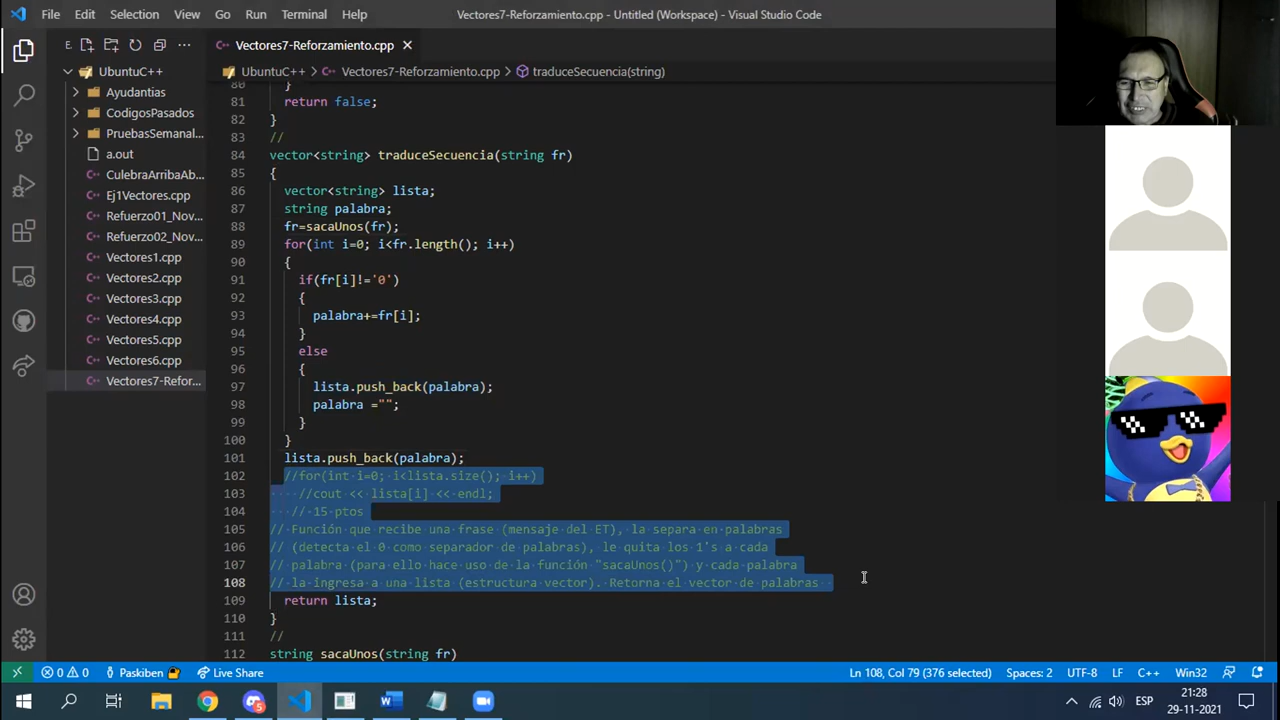 File Edit Selection View Go Run Terminal Help
Vectores7-Reforzamiento.cpp - Untitled (Workspace) - Visual Studio Code
E
Vectores7-Reforzamiento.cpp
UbuntuC++ > Vectores7-Reforzamiento.cpp > traduceSecuencia(string)
UbuntuC++
Ayudantias
CodigosPasados
PruebasSemanal...
a.out
CulebraArribaAb...
Ej1Vectores.cpp
Refuerzo01_Nov...
Refuerzo02_Nov...
Vectores1.cpp
Vectores2.cpp
Vectores3.cpp
Vectores4.cpp
Vectores5.cpp
Vectores6.cpp
Vectores7-Refor...
80 }
81 return false;
82 }
83 //
84 vector<string> traduceSecuencia(string fr)
85 {
86 vector<string> lista;
87 string palabra;
88 fr=sacaUnos(fr);
89 for(int i=0; i<fr.length(); i++)
90 {
91 if(fr[i]!='0')
92 {
93 palabra+=fr[i];
94 }
95 else
96 {
97 lista.push_back(palabra);
98 palabra ="";
99 }
100 }
101 lista.push_back(palabra);
102 //for(int i=0; i<lista.size(); i++)
103 //cout << lista[i] << endl;
104 // 15 ptos
105 // Función que recibe una frase (mensaje del ET), la separa en palabras
106 // (detecta el 0 como separador de palabras), le quita los 1's a cada
107 // palabra (para ello hace uso de la función "sacaUnos()") y cada palabra
108 // la ingresa a una lista (estructura vector). Retorna el vector de palabras
109 return lista;
110 }
111 //
112 string sacaUnos(string fr)
0 0 Paskiben Live Share
Ln 108, Col 79 (376 selected) Spaces: 2 UTF-8 LF C++ Win32
ESP
21:28
29-11-2021